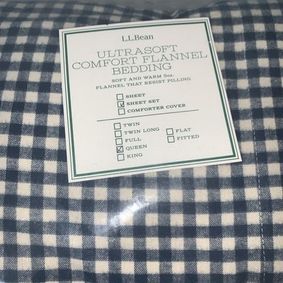 L.L.Bean
ULTRASOFT
COMFORT FLANNEL
BEDDING
SOFT AND WARM 5oz.
FLANNEL THAT RESIST PILLING
SHEET
SHEET SET
COMFORTER COVER
TWIN
TWIN LONG
FULL
QUEEN
KING
FLAT
FITTED